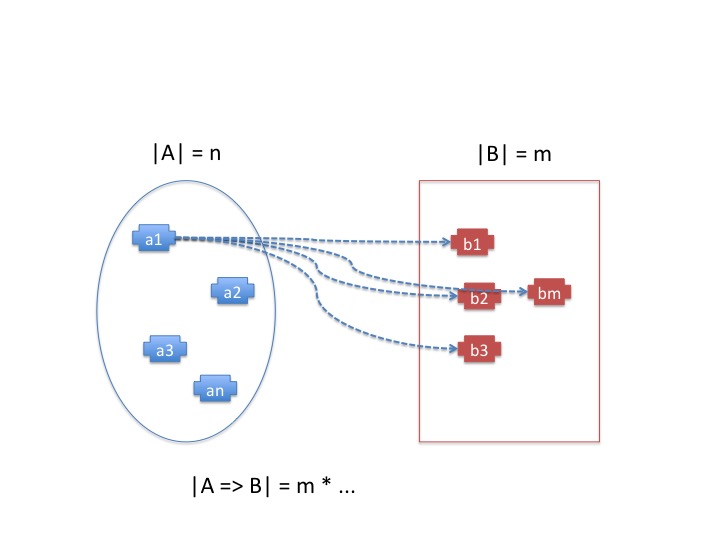 |A| = n
|B| = m
a1
b1
a2
b2
bm
a3
b3
an
|A => B| = m * ...